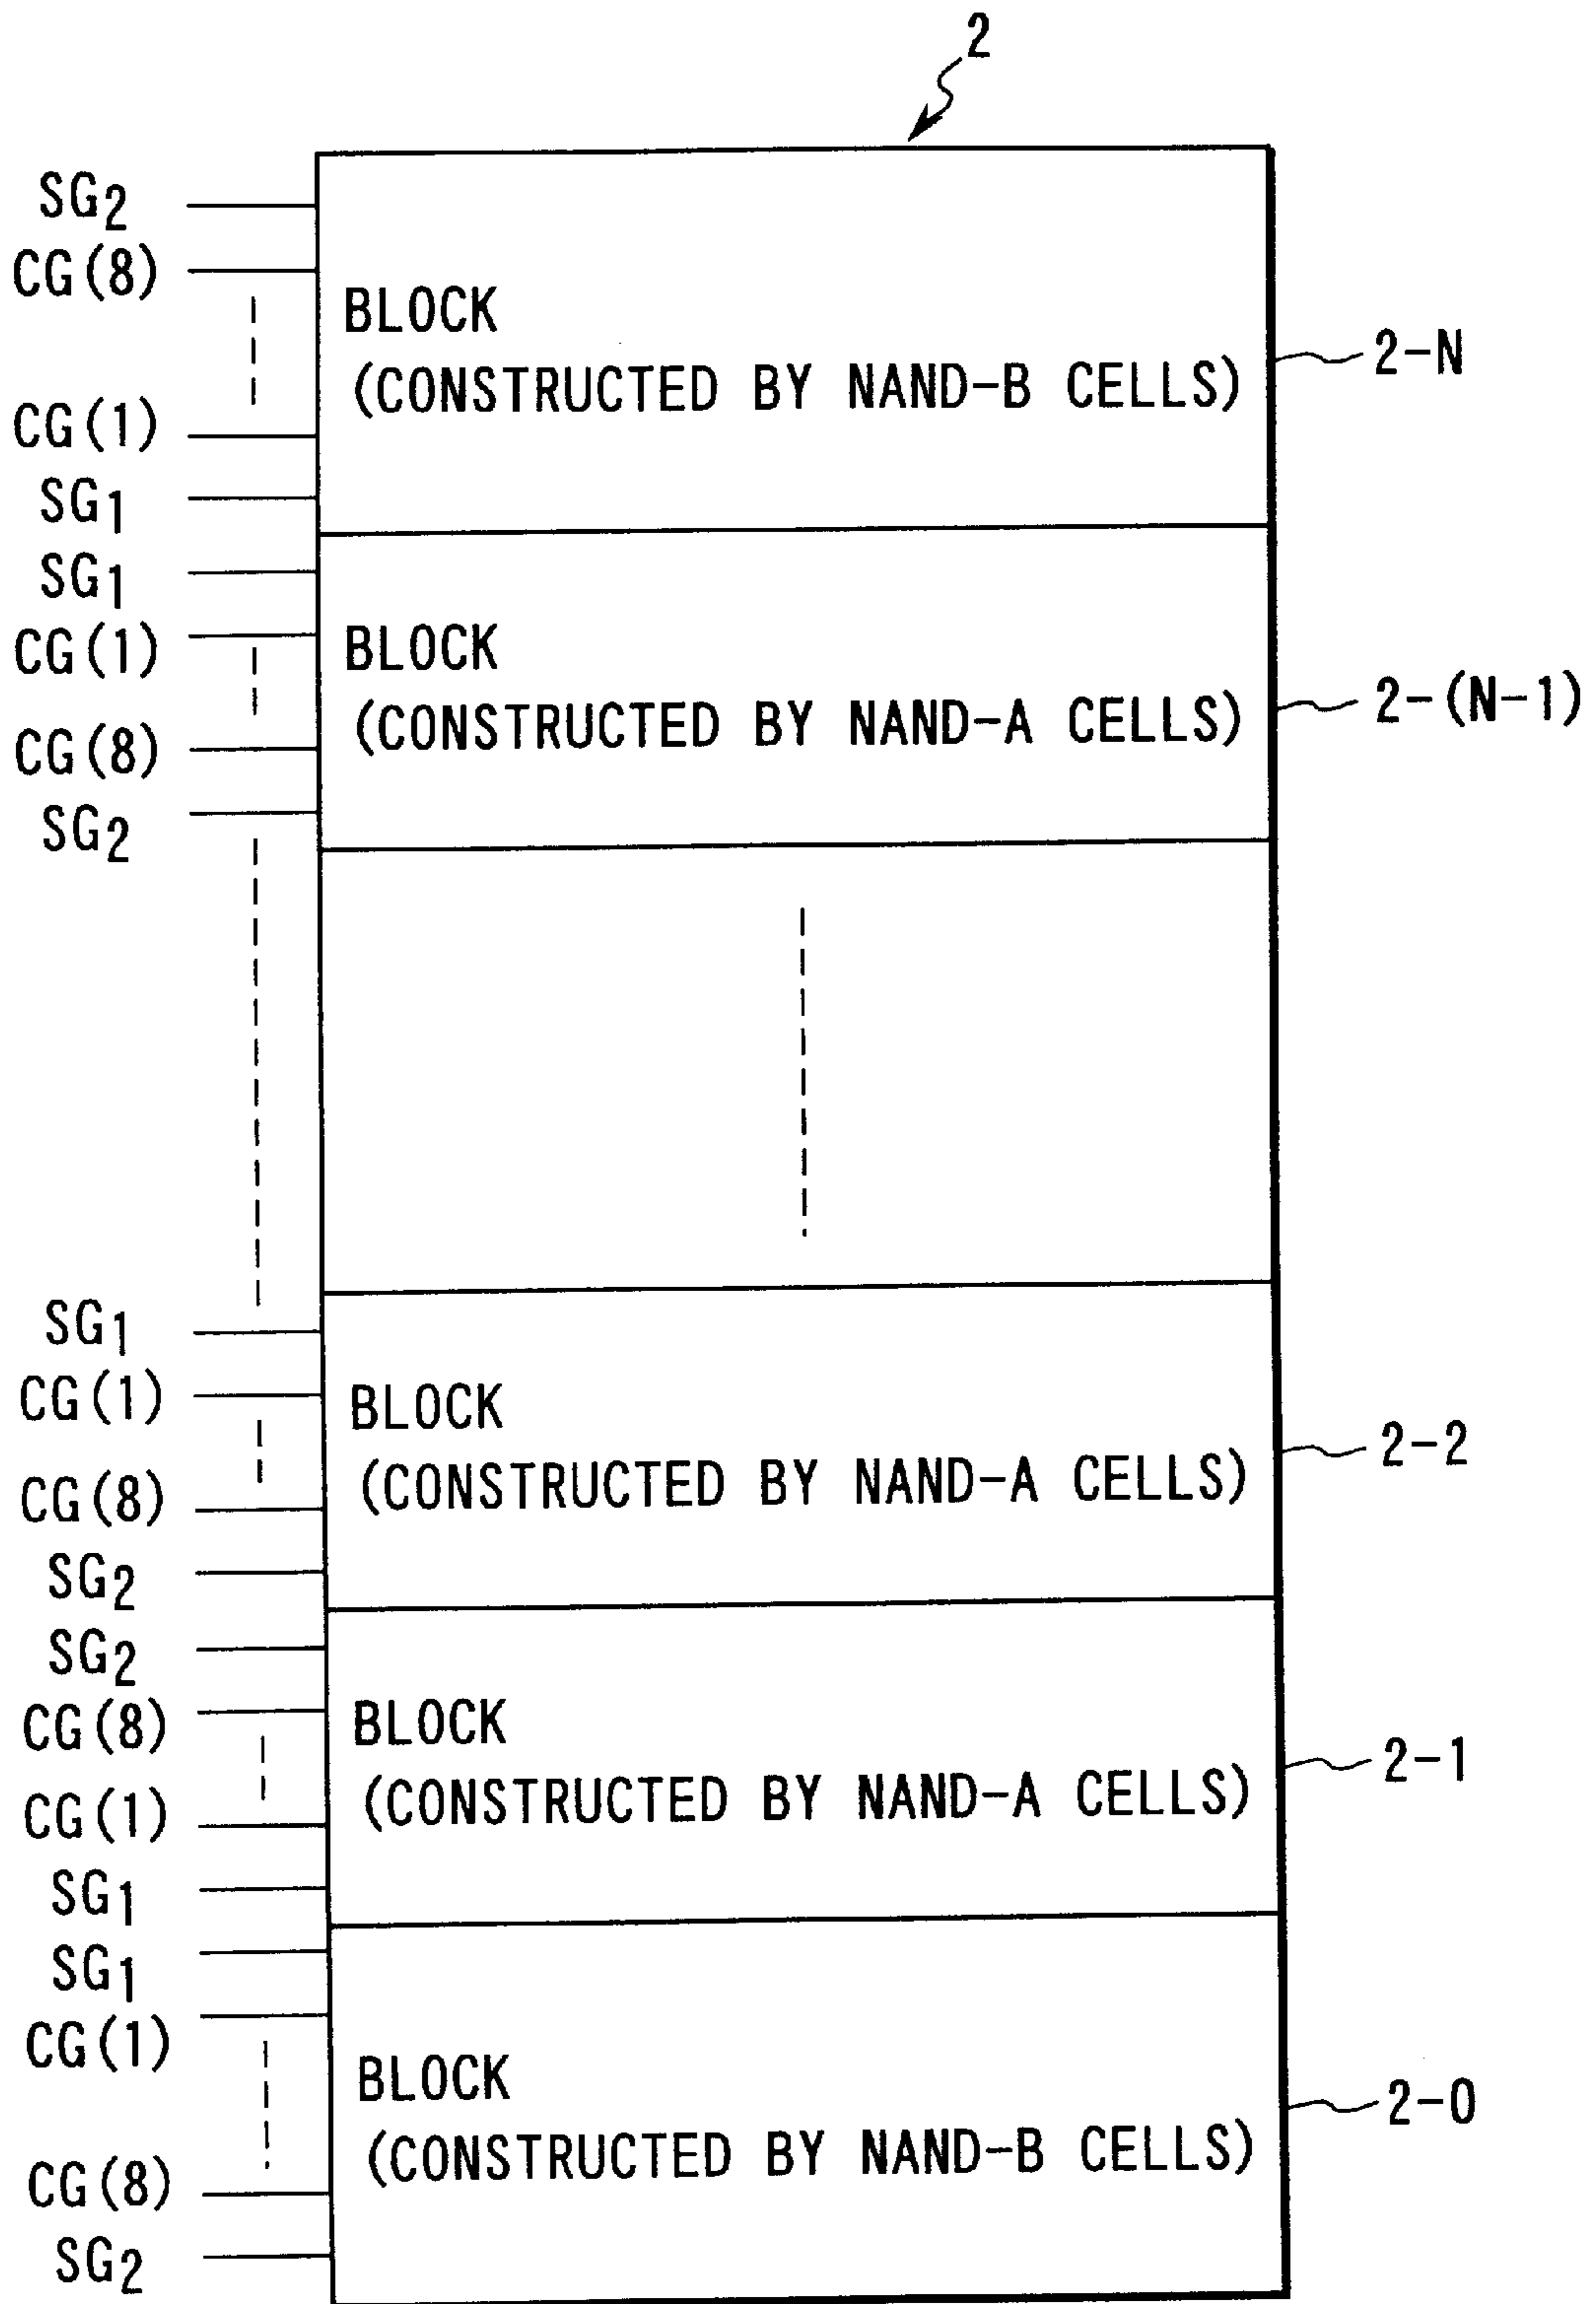 2
SG2
CG(8)
BLOCK
(CONSTRUCTED BY NAND-B CELLS)
2-N
CG(1)
SG1
SG1
CG(1)
BLOCK
(CONSTRUCTED BY NAND-A CELLS)
2-(N-1)
CG(8)
SG2
SG1
CG(1)
BLOCK
(CONSTRUCTED BY NAND-A CELLS)
2-2
CG(8)
SG2
SG2
CG(8)
BLOCK
(CONSTRUCTED BY NAND-A CELLS)
2-1
CG(1)
SG1
SG1
CG(1)
BLOCK
(CONSTRUCTED BY NAND-B CELLS)
2-0
CG(8)
SG2